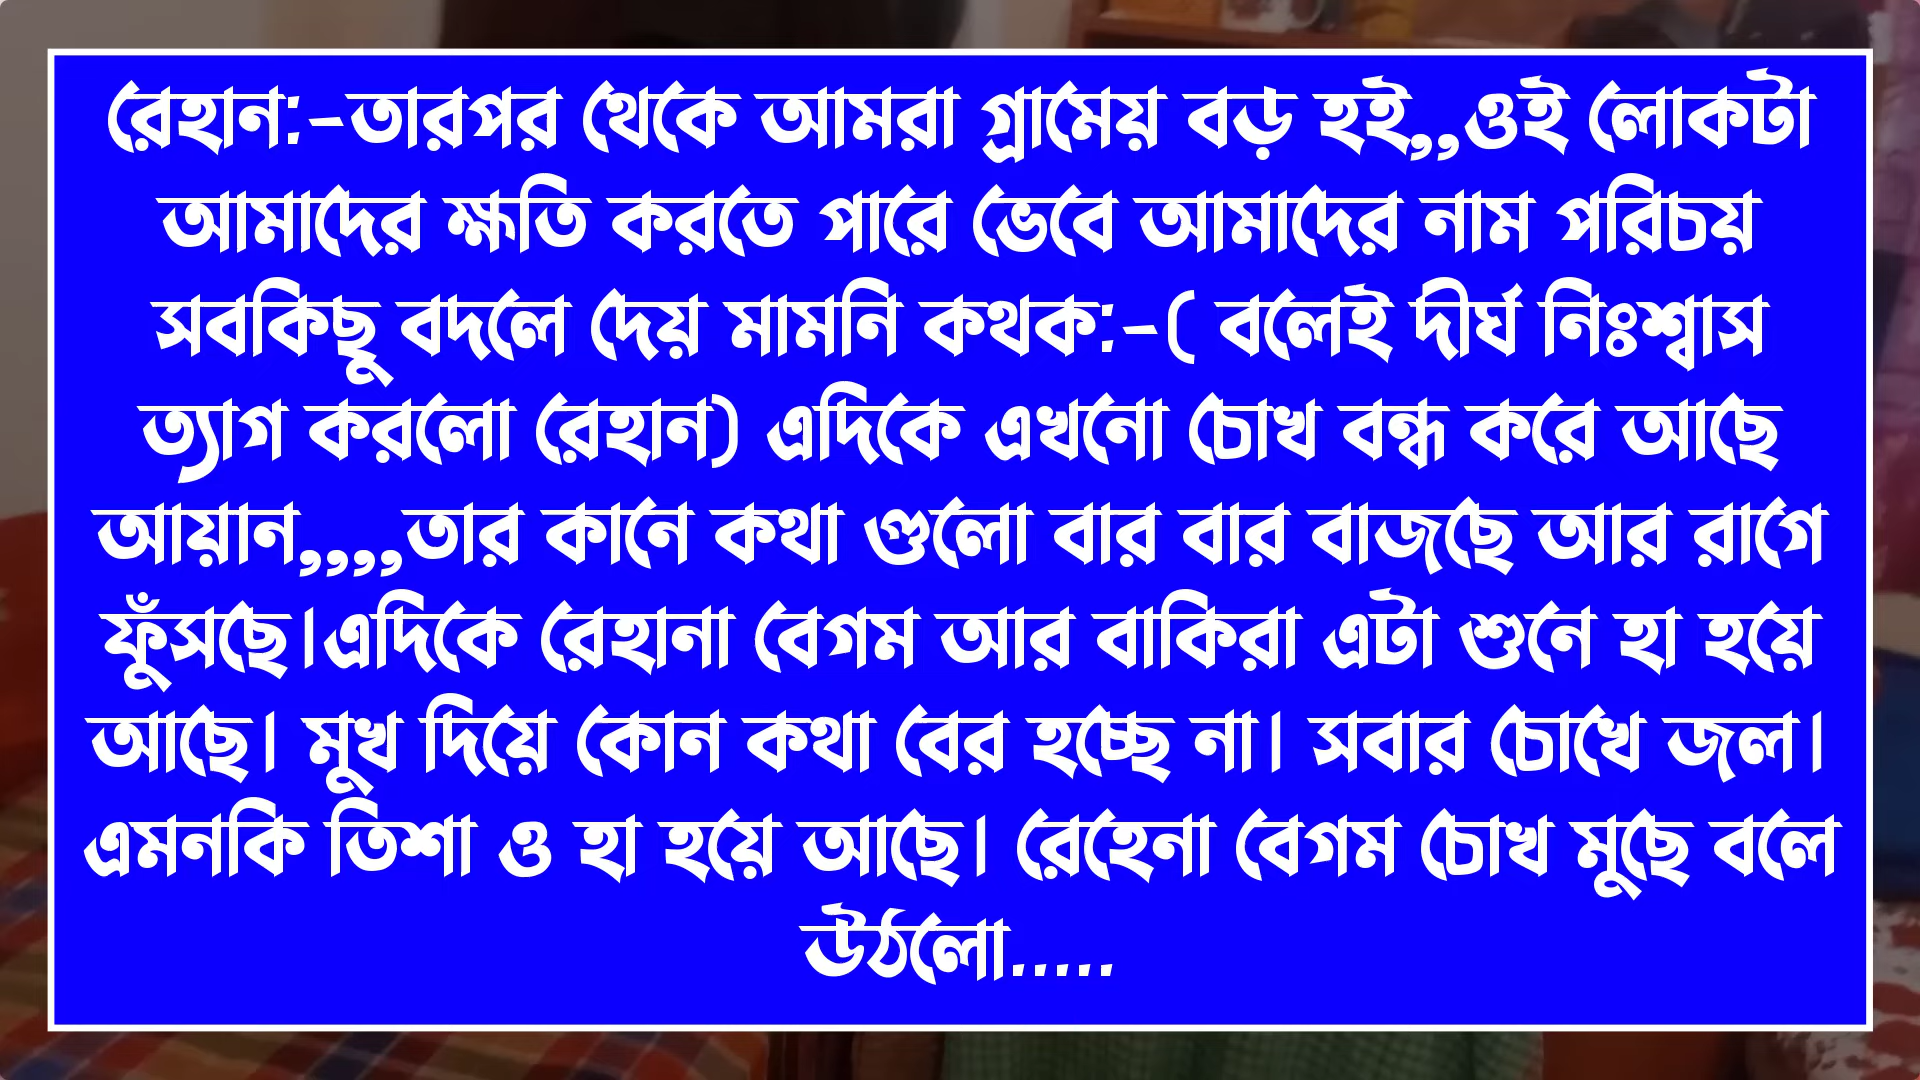 রেহান:-তারপর থেকে আমরা গ্রামেয় বড় হই,,ওই লোকটা
আমাদের ক্ষতি করতে পারে ভেবে আমাদের নাম পরিচয়
সবকিছু বদলে দেয় মামনি কথক:-( বলেই দীর্ঘ নিঃশ্বাস
ত্যাগ করলো রেহান) এদিকে এখনো চোখ বন্ধ করে আছে
আয়ান,,,,তার কানে কথা গুলো বার বার বাজছে আর রাগে
ফুঁসছে।এদিকে রেহানা বেগম আর বাকিরা এটা শুনে হা হয়ে
আছে। মুখ দিয়ে কোন কথা বের হচ্ছে না। সবার চোখে জল।
এমনকি তিশা ও হা হয়ে আছে। রেহেনা বেগম চোখ মুছে বলে
উঠলো.....